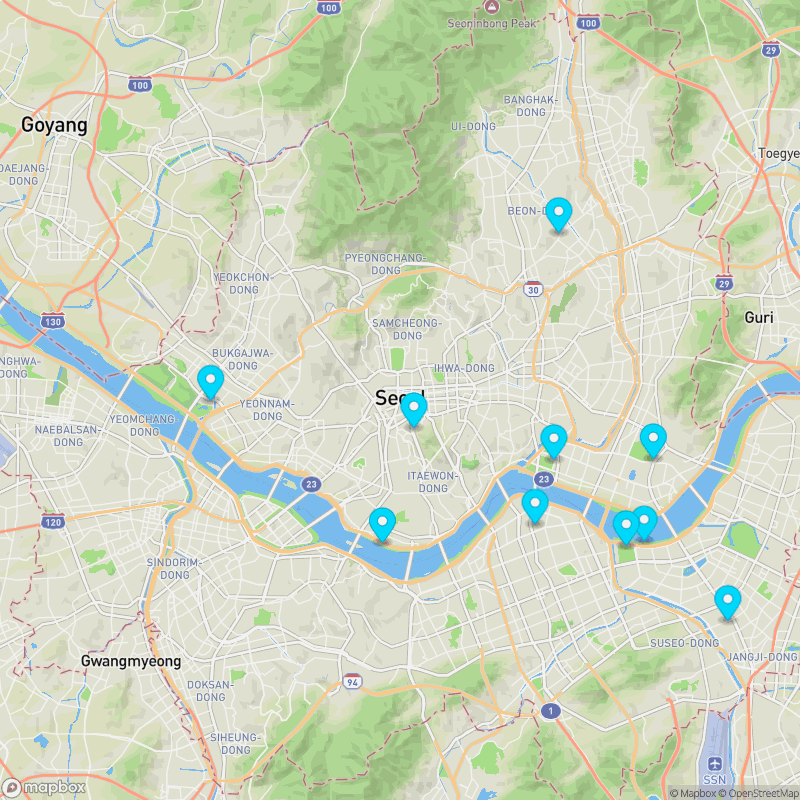 Seoninbong Peak
100
100
100
29
BANGHAK-
DONG
UI-DONG
Goyang
Toegye
DAEJANG-
DONG
BEON-D
PYEONGCHANG-
DONG
YEOKCHON-
DONG
30
29
130
Guri
SAMCHEONG-
DONG
NGHWA-
DONG
BUKGAJWA-
DONG
IHWA-DONG
Seoul
YEONNAM-
DONG
YEOMCHANG-
DONG
NAEBALSAN-
DONG
ITAEWON-
DONG
23
23
120
SINDORIM-
DONG
SUSEO-DONG
JANGJI-DONG
Gwangmyeong
DOKSAN-
DONG
94
1
SIHEUNG-
DONG
SSN
mapbox
© Mapbox © OpenStreetMap